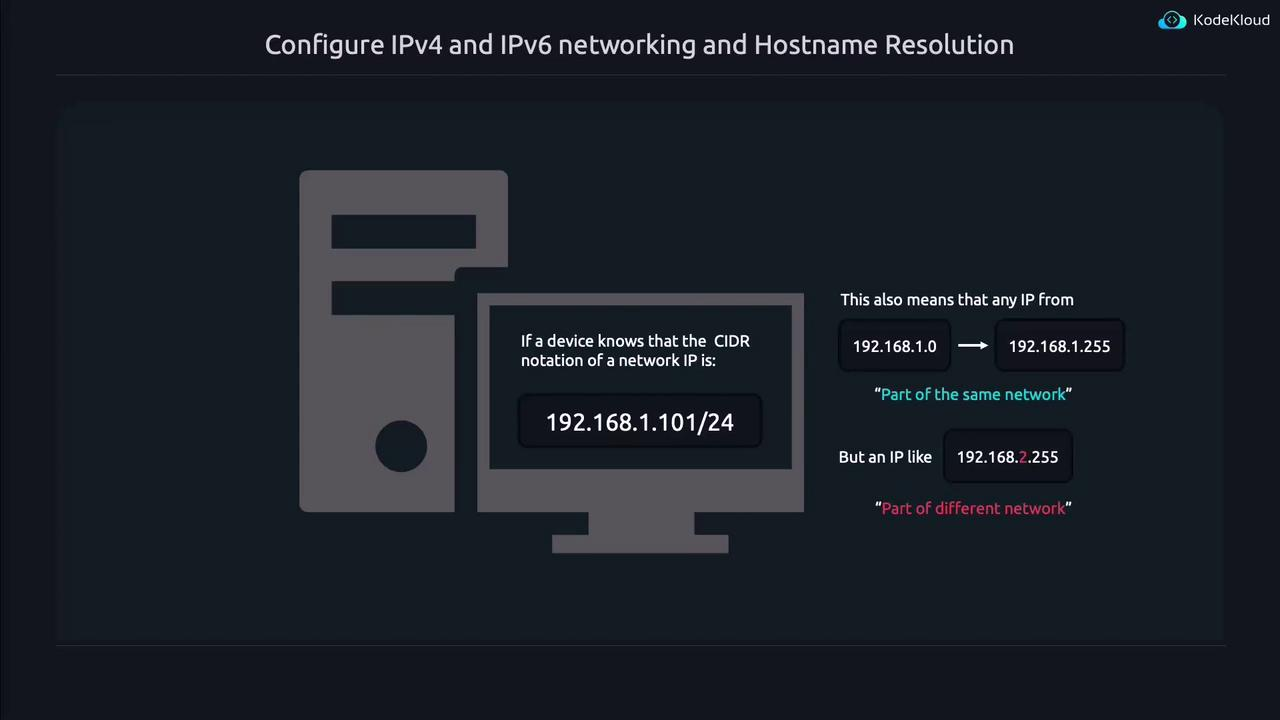 KodeKloud
Configure IPv4 and IPv6 networking and Hostname Resolution
If a device knows that the CIDR
notation of a network IP is:
192.168.1.101/24
This also means that any IP from
192.168.1.0
192.168.1.255
“Part of the same network”
But an IP like
192.168.2.255
“Part of different network”